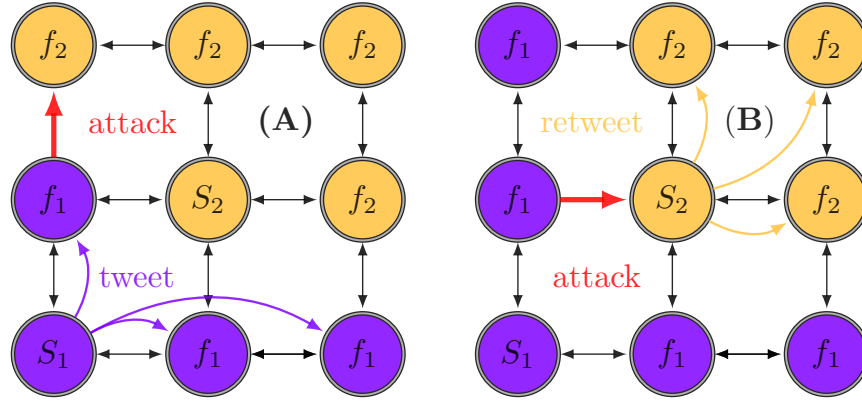 f₂ f₂ f₂
attack (A)
f₁ S₂ f₂
tweet
S₁ f₁ f₁
f₁ f₂ f₂
retweet (B)
f₁ S₂ f₂
attack
S₁ f₁ f₁